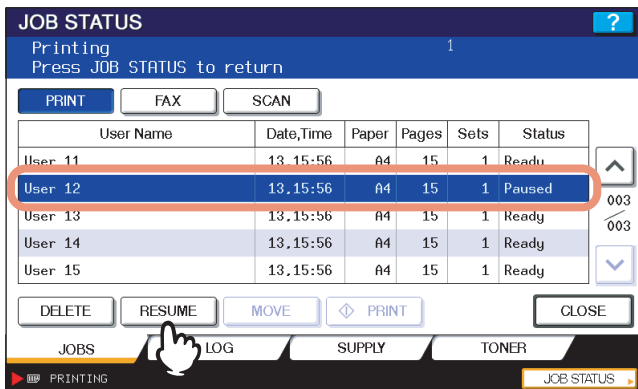 JOB STATUS ?
Printing 1
Press JOB STATUS to return
PRINT FAX SCAN
User Name Date,Time Paper Pages Sets Status
User 11 13,15:56 A4 15 1 Ready
User 12 13,15:56 A4 15 1 Paused
003
User 13 13,15:56 A4 15 1 Ready
003
User 14 13,15:56 A4 15 1 Ready
User 15 13,15:56 A4 15 1 Ready
DELETE RESUME MOVE PRINT CLOSE
JOBS LOG SUPPLY TONER
PRINTING JOB STATUS